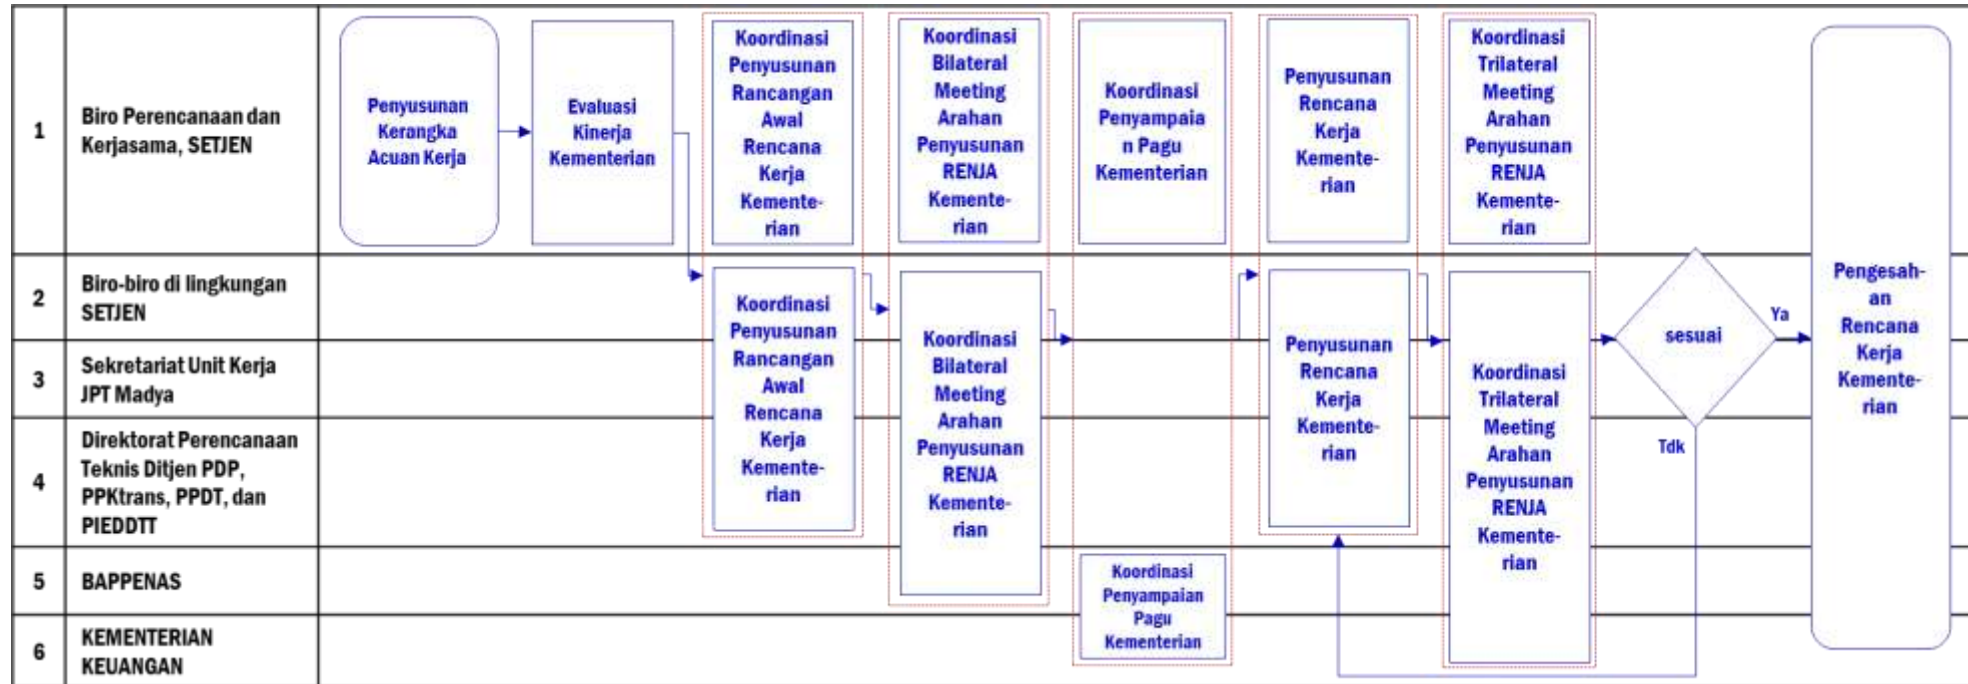 1
Biro Perencanaan dan
Kerjasama, SETJEN
Penyusunan
Kerangka
Acuan Kerja
Evaluasi
Kinerja
Kementerian
Koordinasi
Penyusunan
Rancangan
Awal
Rencana
Kerja
Kemente-
rian
Koordinasi
Bilateral
Meeting
Arahan
Penyusunan
RENJA
Kemente-
rian
Koordinasi
Penyampaia
n Pagu
Kementerian
Penyusunan
Rencana
Kerja
Kemente-
rian
Koordinasi
Trilateral
Meeting
Arahan
Penyusunan
RENJA
Kemente-
rian
2
Biro-biro di lingkungan
SETJEN
3
Sekretariat Unit Kerja
JPT Madya
4
Direktorat Perencanaan
Teknis Ditjen PDP,
PPKtrans, PPDT, dan
PIEDDTT
5
BAPPENAS
6
KEMENTERIAN
KEUANGAN
Koordinasi
Penyusunan
Rancangan
Awal
Rencana
Kerja
Kemente-
rian
Koordinasi
Bilateral
Meeting
Arahan
Penyusunan
RENJA
Kemente-
rian
Koordinasi
Penyampaian
Pagu
Kementerian
Penyusunan
Rencana
Kerja
Kemente-
rian
Koordinasi
Trilateral
Meeting
Arahan
Penyusunan
RENJA
Kemente-
rian
sesuai
Ya
Tdk
Pengesah-
an
Rencana
Kerja
Kemente-
rian